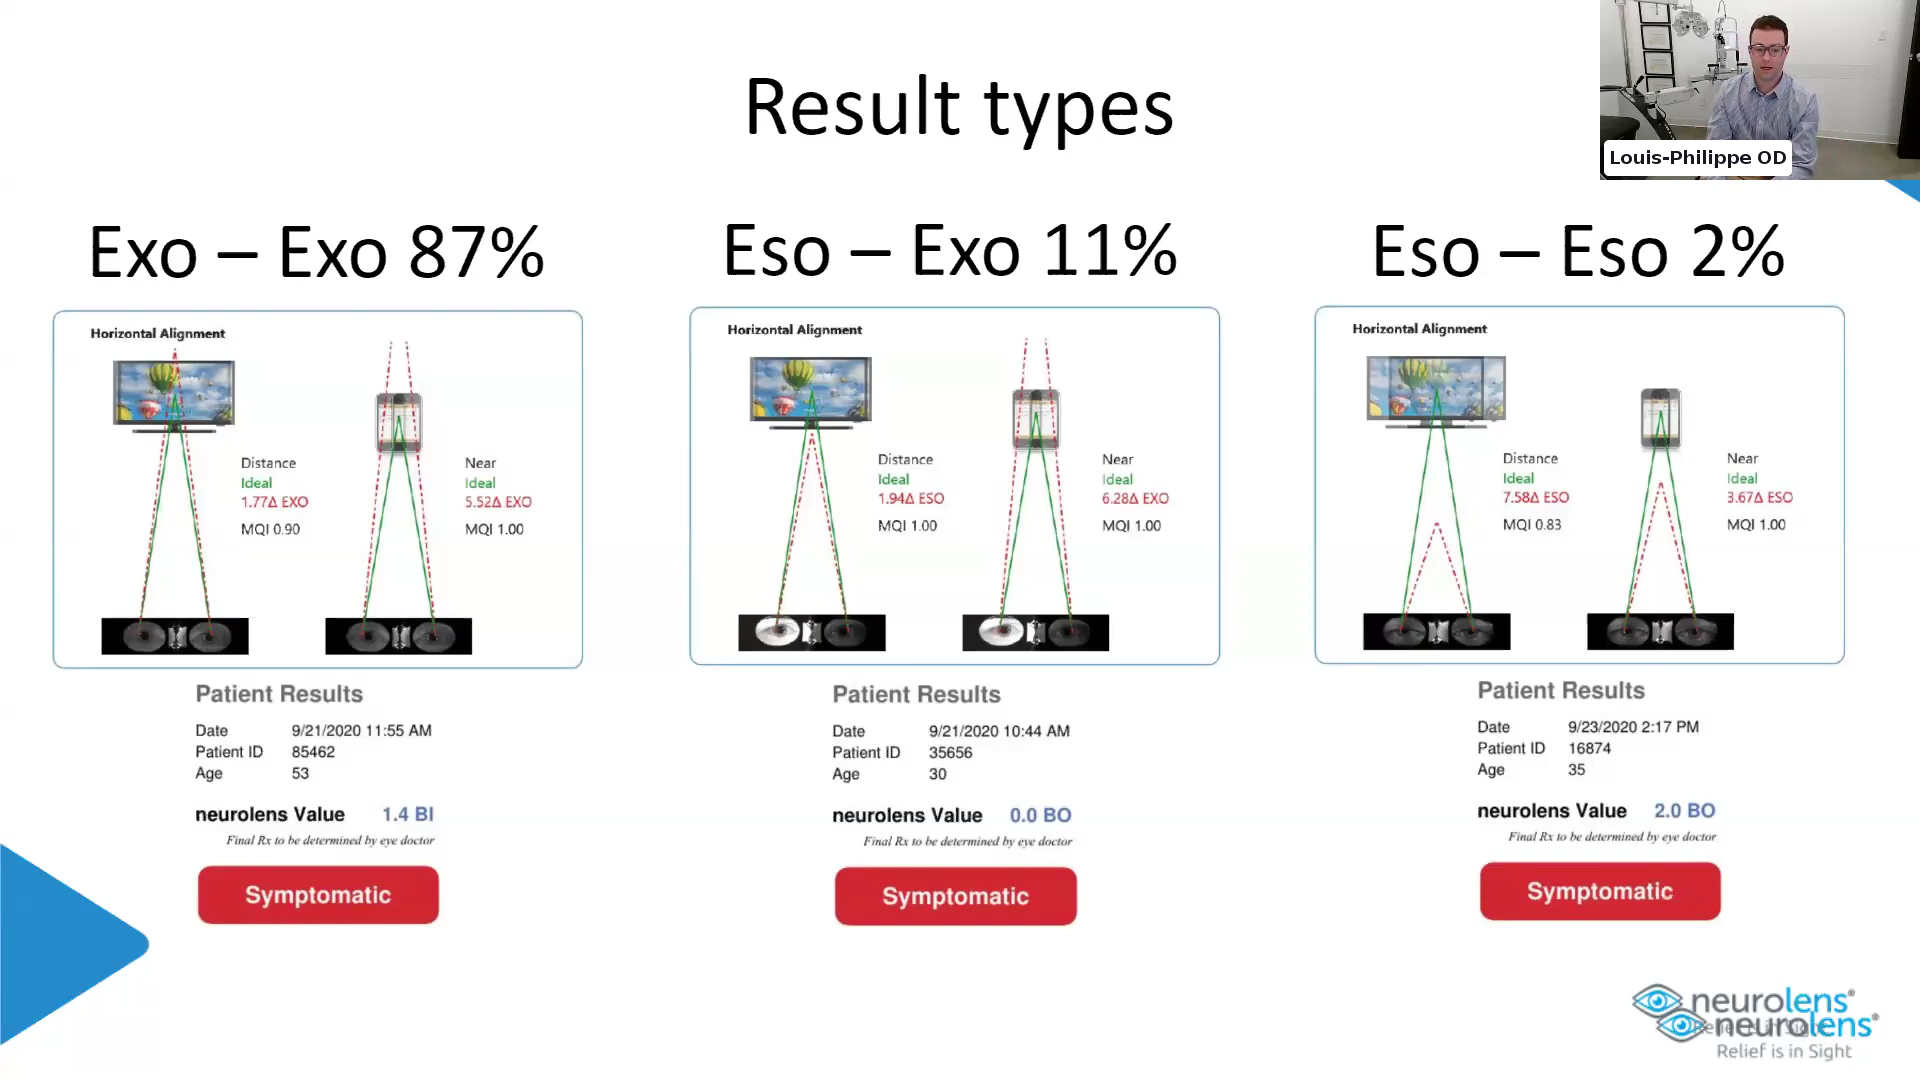 Result types
Louis-Philippe OD
Exo – Exo 87%
Horizontal Alignment
Distance
Ideal
1.77Δ EXO
MQI 0.90
Near
Ideal
5.52Δ EXO
MQI 1.00
Patient Results
Date 9/21/2020 11:55 AM
Patient ID 85462
Age 53
neurolens Value 1.4 BI
Final Rx to be determined by eye doctor
Symptomatic
Eso – Exo 11%
Horizontal Alignment
Distance
Ideal
1.94Δ ESO
MQI 1.00
Near
Ideal
6.28Δ EXO
MQI 1.00
Patient Results
Date 9/21/2020 10:44 AM
Patient ID 35656
Age 30
neurolens Value 0.0 BO
Final Rx to be determined by eye doctor
Symptomatic
Eso – Eso 2%
Horizontal Alignment
Distance
Ideal
7.58Δ ESO
MQI 0.83
Near
Ideal
3.67Δ ESO
MQI 1.00
Patient Results
Date 9/23/2020 2:17 PM
Patient ID 16874
Age 35
neurolens Value 2.0 BO
Final Rx to be determined by eye doctor
Symptomatic
neurolens®
neurolens®
Relief is in Sight